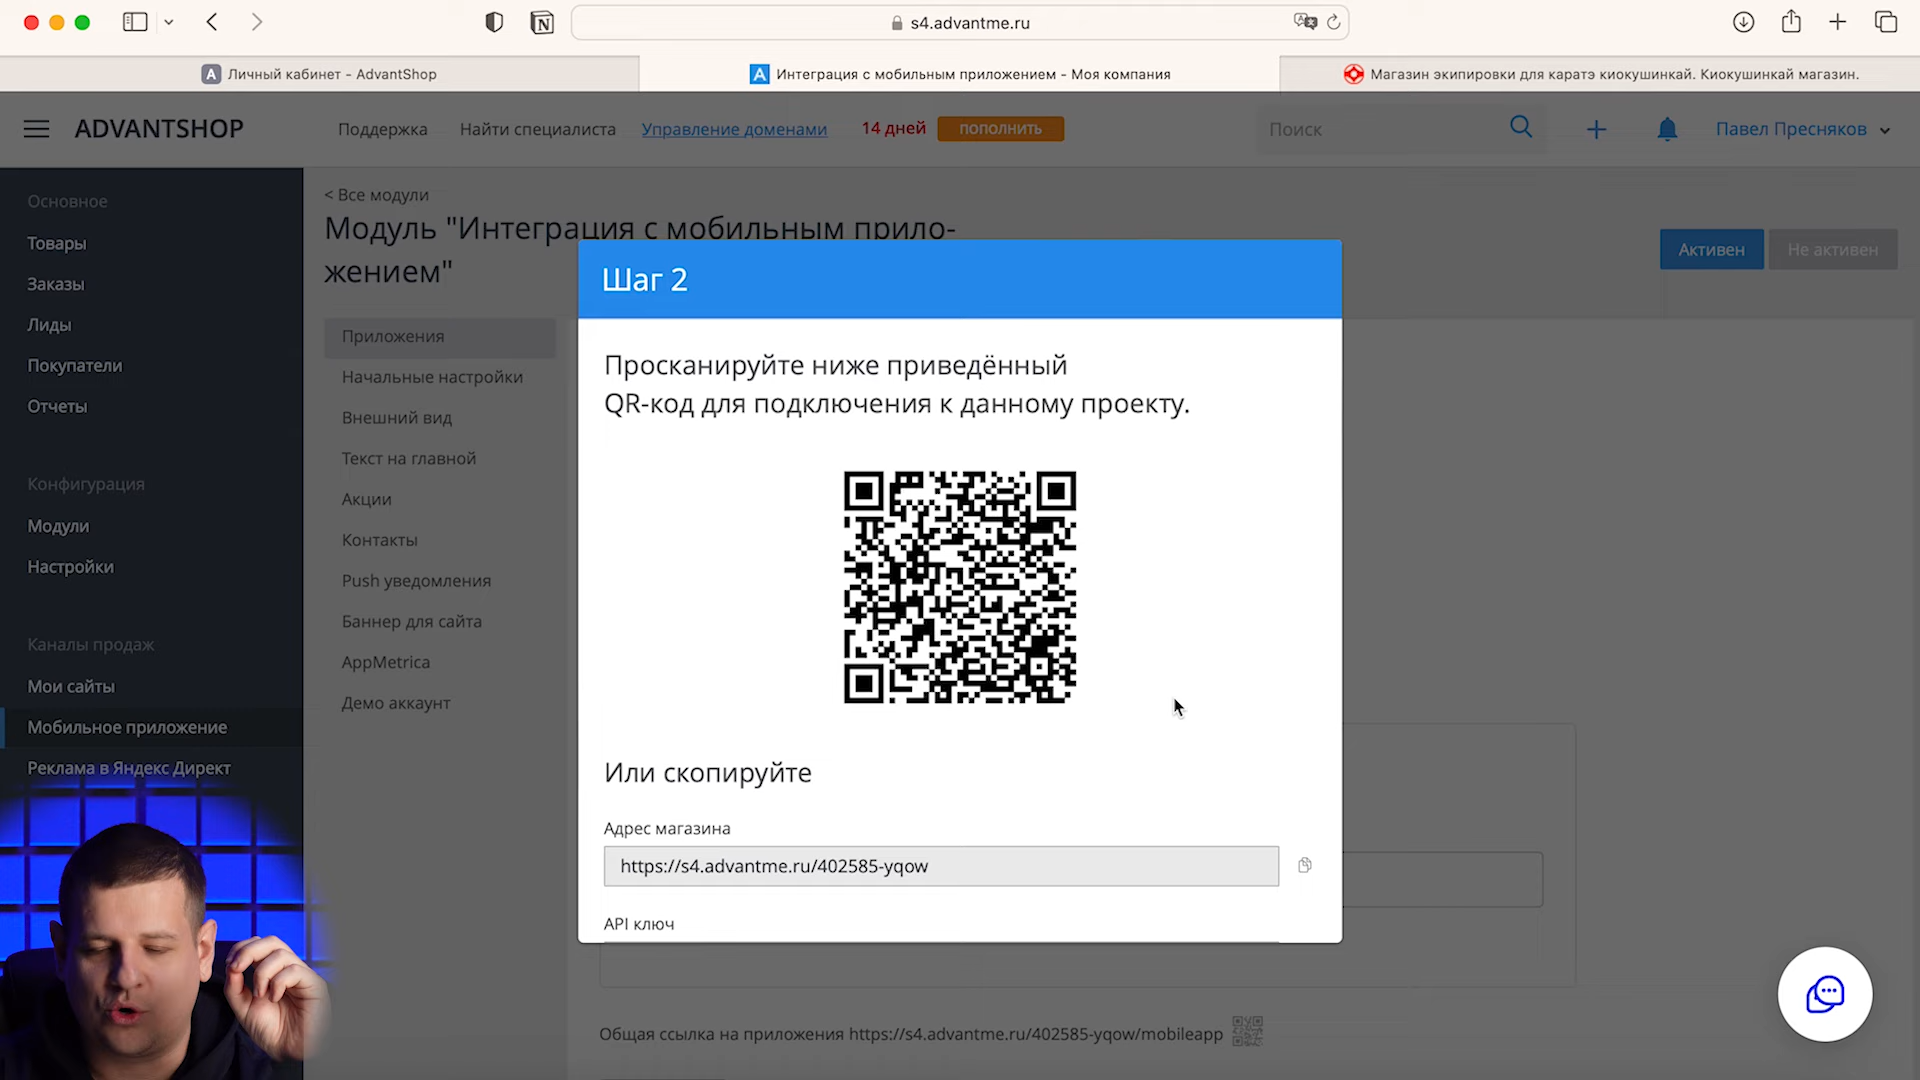 s4.advantme.ru
Личный кабинет - AdvantShop
Интеграция с мобильным приложением - Моя компания
Магазин экипировки для каратэ киокушинкай. Киокушинкай магазин.
ADVANTSHOP
Поддержка
Найти специалиста
Управление доменами
14 дней
ПОПОЛНИТЬ
Поиск
Павел Пресняков
Основное
Товары
Заказы
Лиды
Покупатели
Отчеты
Конфигурация
Модули
Настройки
Каналы продаж
Мои сайты
Мобильное приложение
Реклама в Яндекс Директ
< Все модули
Модуль "Интеграция с мобильным прило-
жением"
Активен
Не активен
Приложения
Начальные настройки
Внешний вид
Текст на главной
Акции
Контакты
Push уведомления
Баннер для сайта
AppMetrica
Демо аккаунт
Шаг 2
Просканируйте ниже приведённый
QR-код для подключения к данному проекту.
Или скопируйте
Адрес магазина
https://s4.advantme.ru/402585-yqow
API ключ
Общая ссылка на приложения https://s4.advantme.ru/402585-yqow/mobileapp